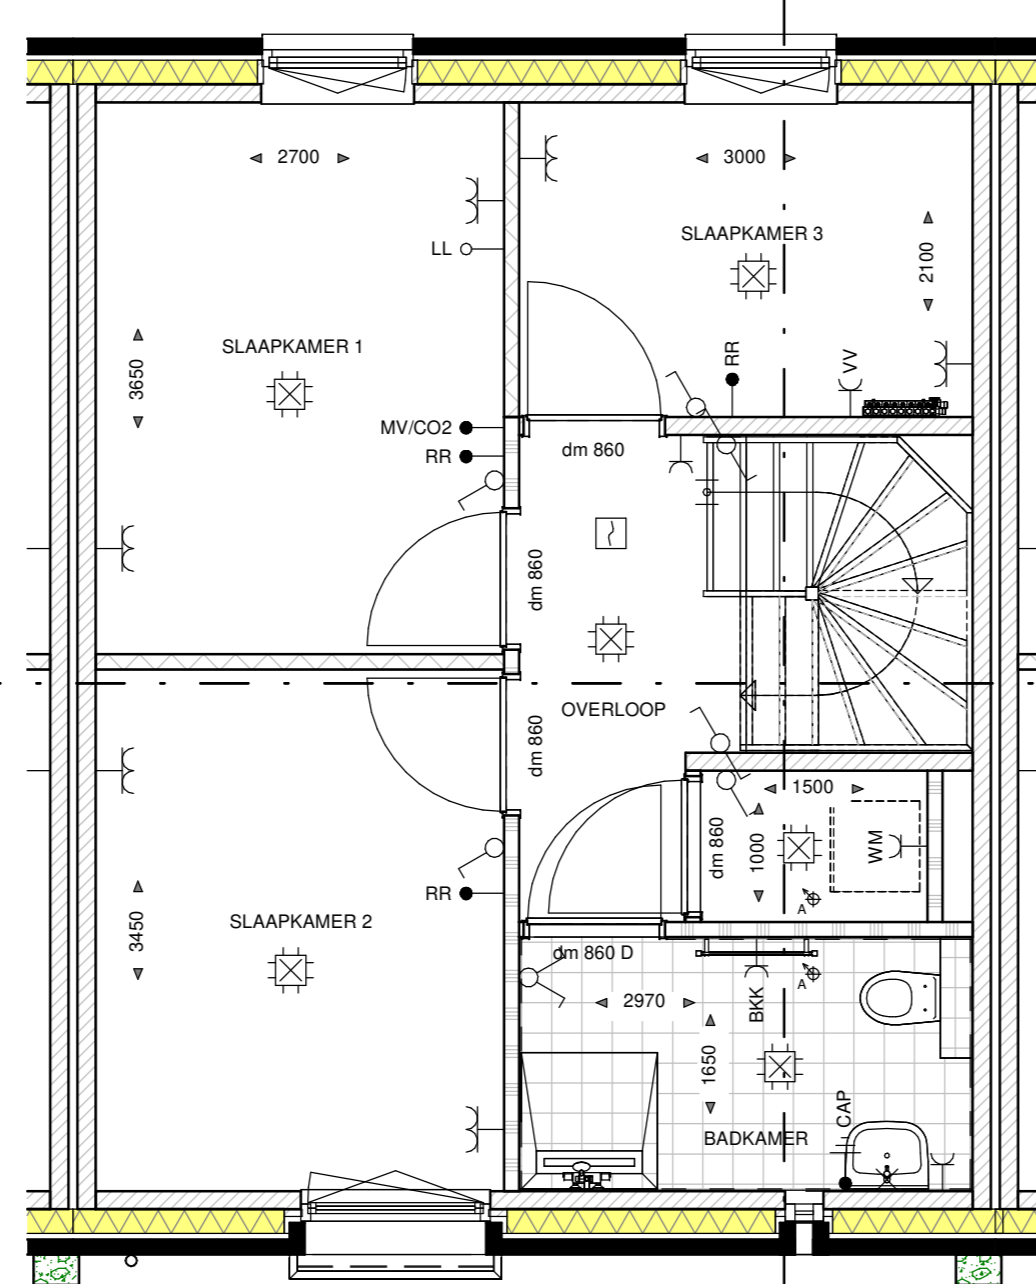 2700
3000
SLAAPKAMER 3
2100
LL
SLAAPKAMER 1
RR
VV
3650
MV/CO2
RR
dm 860
dm 860
OVERLOOP
dm 860
1500
dm 860
1000
WM
RR
A
SLAAPKAMER 2
3450
dm 860 D
A
2970
BKK
1650
CAP
BADKAMER